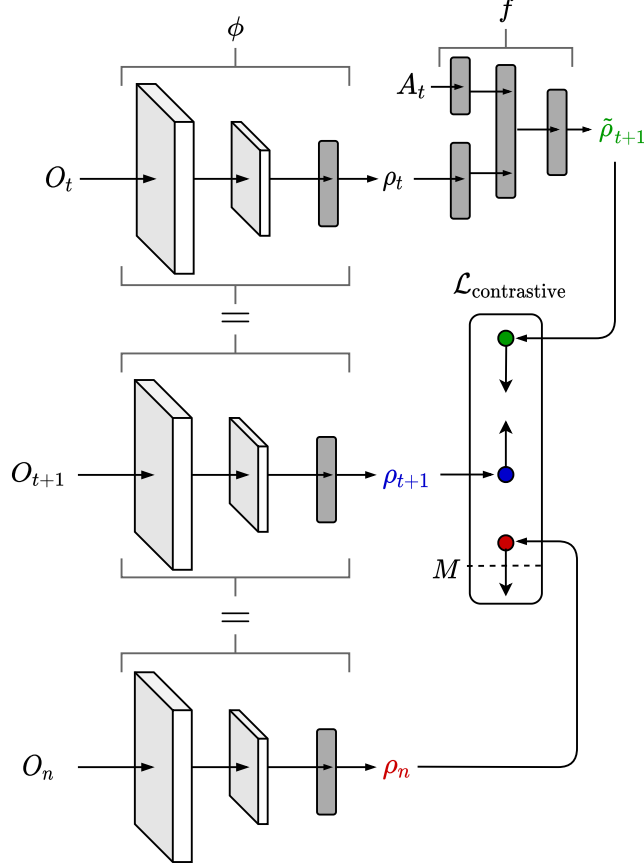 ϕ
f
A_t
O_t
ρ_t
ρ̃_{t+1}
ℒ_contrastive
=
O_{t+1}
ρ_{t+1}
M
=
O_n
ρ_n